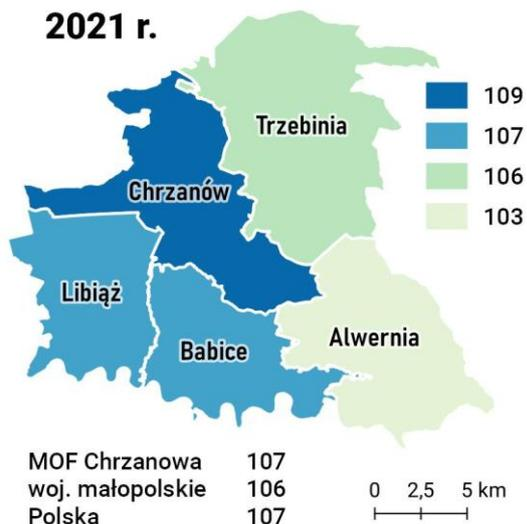 2021 r.
109
107
106
103
Trzebinia
Chrzanów
Libiąż
Babice
Alwernia
MOF Chrzanowa 107
woj. małopolskie 106
Polska 107
0 2,5 5 km